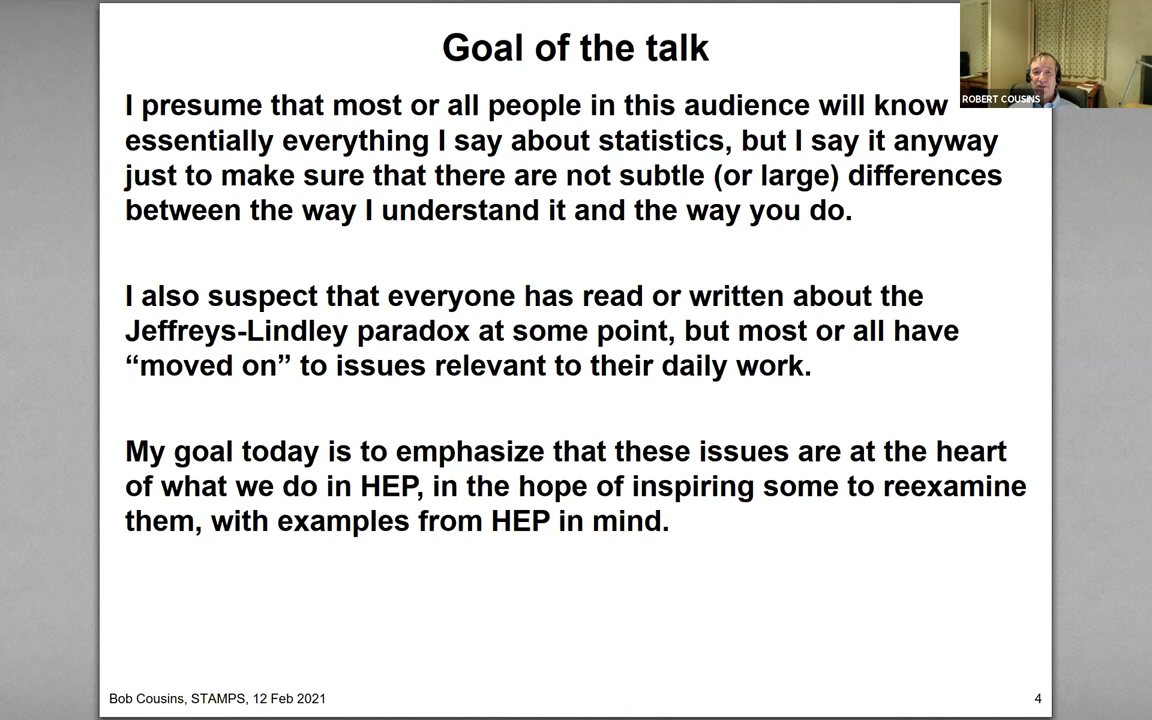 Goal of the talk
ROBERT COUSINS
I presume that most or all people in this audience will know
essentially everything I say about statistics, but I say it anyway
just to make sure that there are not subtle (or large) differences
between the way I understand it and the way you do.
I also suspect that everyone has read or written about the
Jeffreys-Lindley paradox at some point, but most or all have
“moved on” to issues relevant to their daily work.
My goal today is to emphasize that these issues are at the heart
of what we do in HEP, in the hope of inspiring some to reexamine
them, with examples from HEP in mind.
Bob Cousins, STAMPS, 12 Feb 2021
4